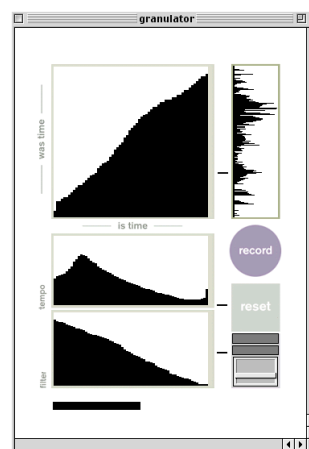 granulator
was time
is time
record
tempo
reset
filter